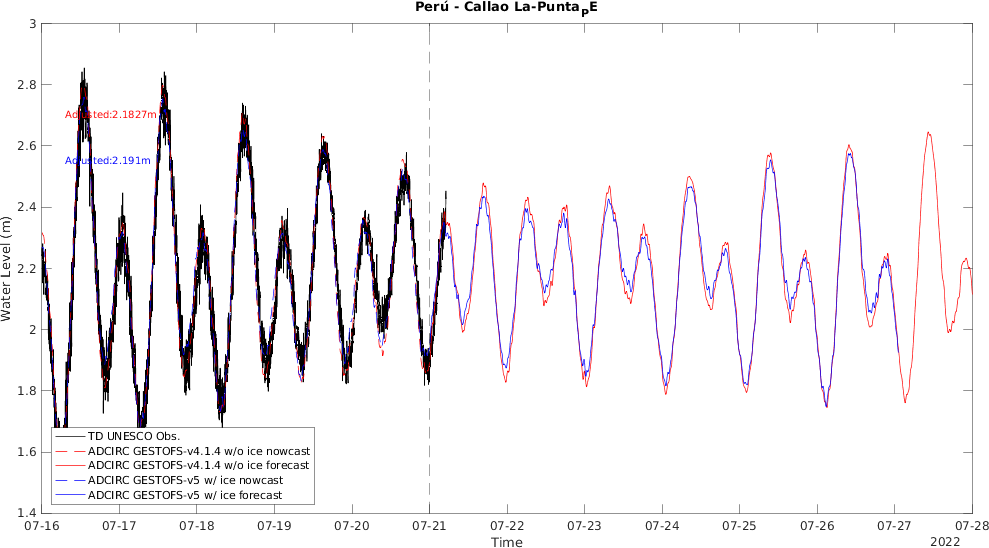 Perú - Callao La-PuntapE
3
2.8
2.6
2.4
2.2
2
1.8
1.6
1.4
Water Level (m)
Adjusted:2.1827m
Adjusted:2.191m
TD UNESCO Obs.
ADCIRC GESTOFS-v4.1.4 w/o ice nowcast
ADCIRC GESTOFS-v4.1.4 w/o ice forecast
ADCIRC GESTOFS-v5 w/ ice nowcast
ADCIRC GESTOFS-v5 w/ ice forecast
07-16 07-17 07-18 07-19 07-20 07-21 07-22 07-23 07-24 07-25 07-26 07-27 07-28
Time
2022